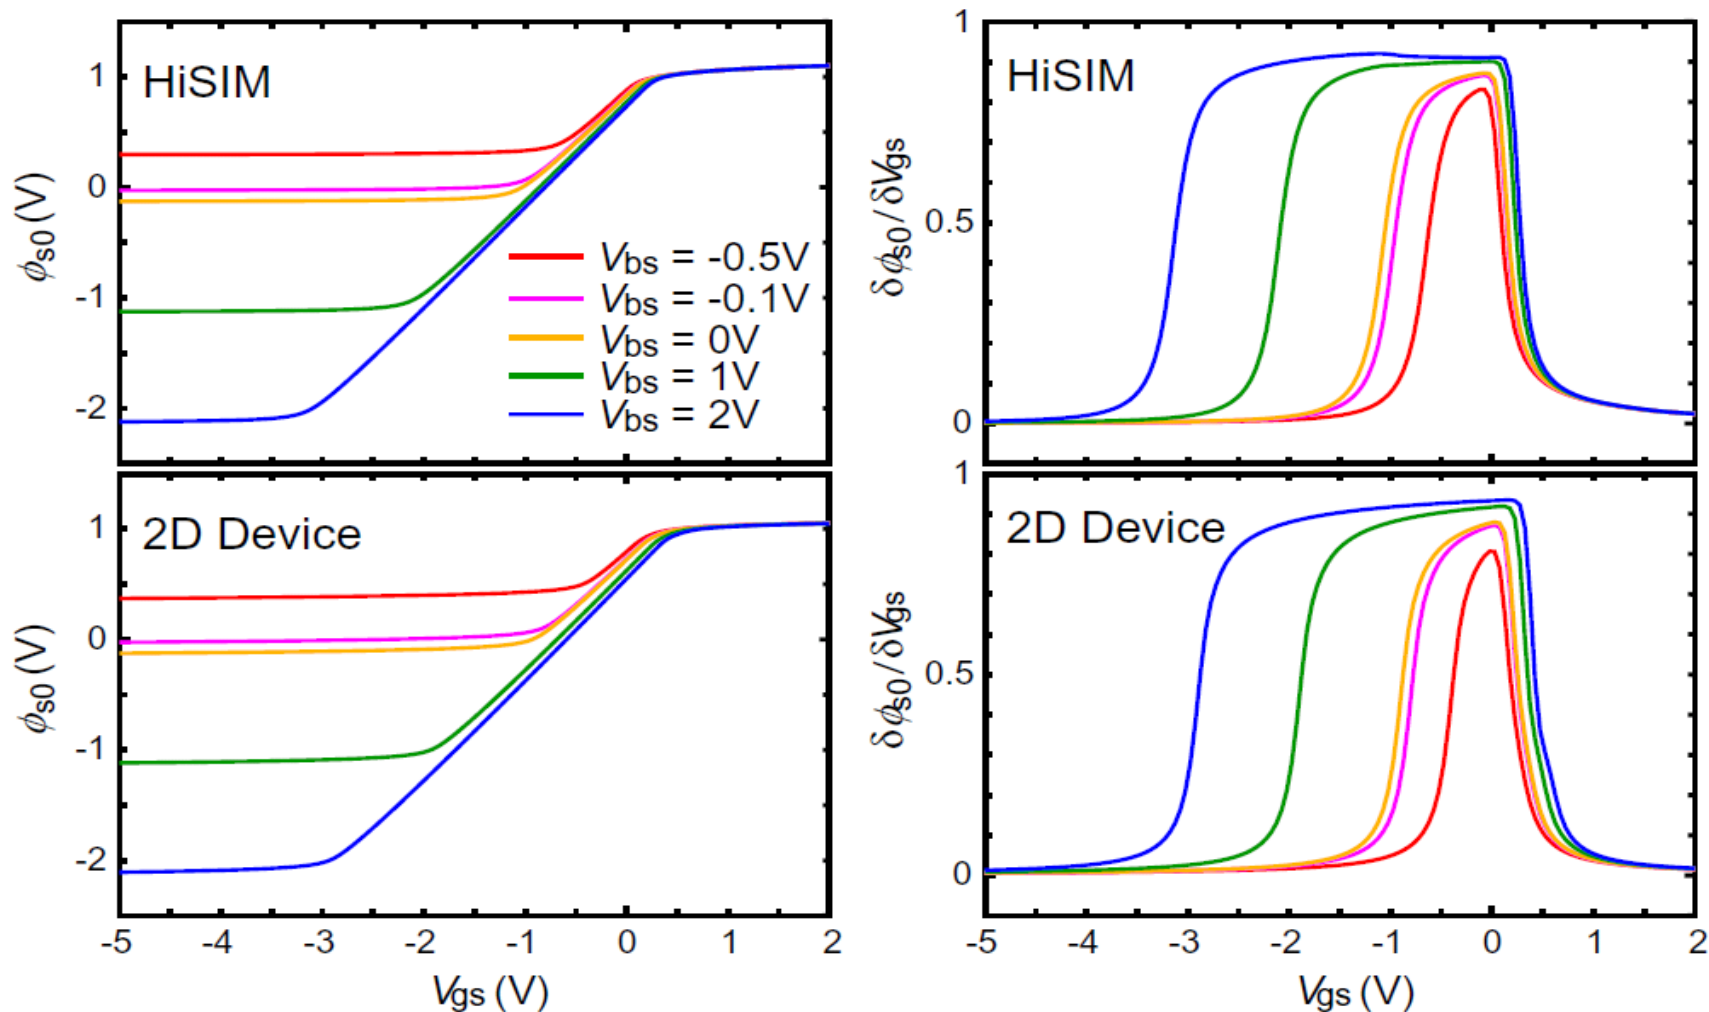 HiSIM
ϕs0 (V)
1
0
-1
-2
Vbs = -0.5V
Vbs = -0.1V
Vbs = 0V
Vbs = 1V
Vbs = 2V
HiSIM
δϕs0/δVgs
1
0.5
0
2D Device
ϕs0 (V)
1
0
-1
-2
-5 -4 -3 -2 -1 0 1 2
Vgs (V)
2D Device
δϕs0/δVgs
1
0.5
0
-5 -4 -3 -2 -1 0 1 2
Vgs (V)